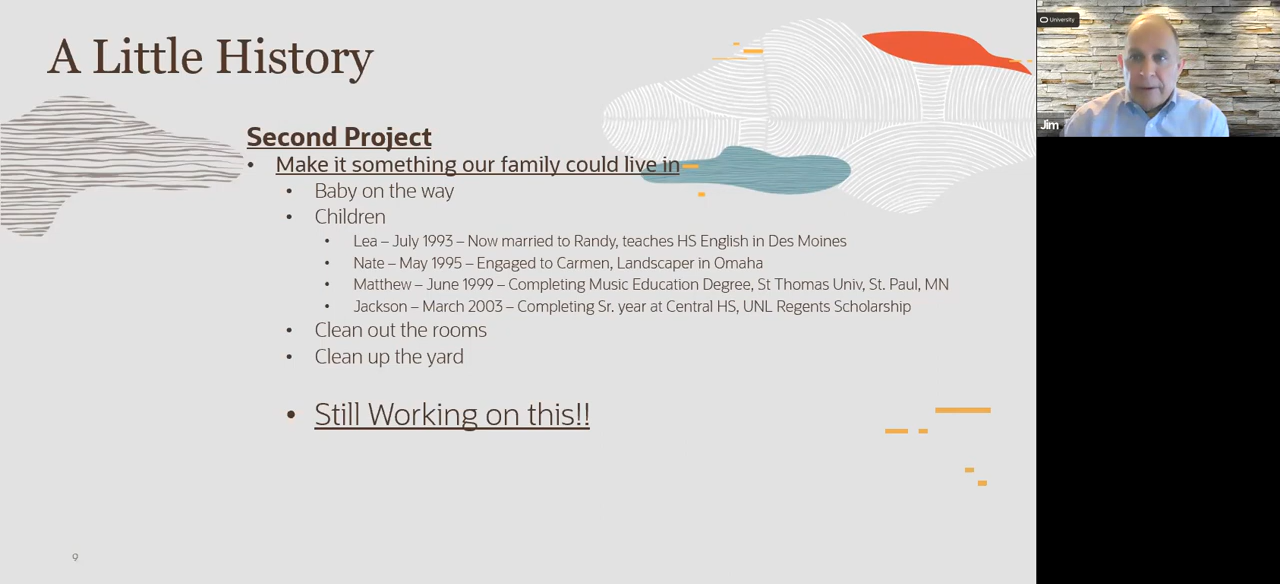 A Little History
Second Project
• Make it something our family could live in
• Baby on the way
• Children
• Lea – July 1993 – Now married to Randy, teaches HS English in Des Moines
• Nate – May 1995 – Engaged to Carmen, Landscaper in Omaha
• Matthew – June 1999 – Completing Music Education Degree, St Thomas Univ, St. Paul, MN
• Jackson – March 2003 – Completing Sr. year at Central HS, UNL Regents Scholarship
• Clean out the rooms
• Clean up the yard
• Still Working on this!!
9
University
Jim